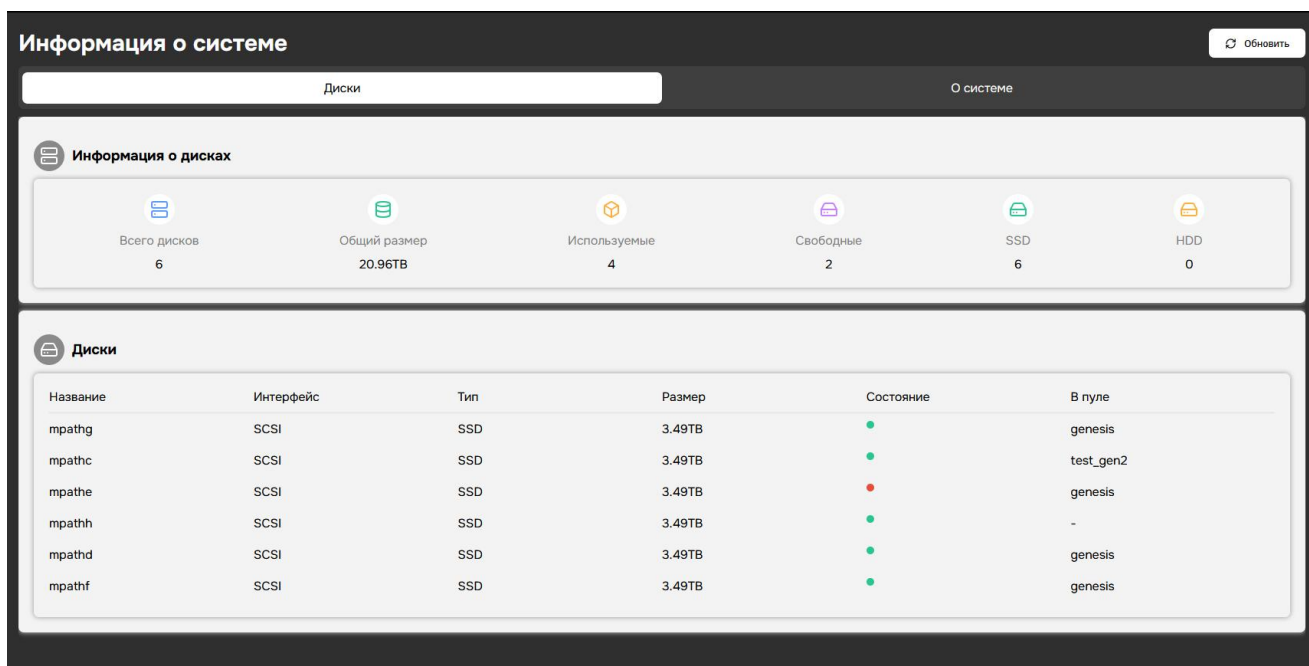 Информация о системе
Обновить
Диски О системе
Информация о дисках
Всего дисков Общий размер Используемые Свободные SSD HDD
6 20.96TB 4 2 6 0
Диски
Название Интерфейс Тип Размер Состояние В пуле
mpathg SCSI SSD 3.49TB genesis
mpathc SCSI SSD 3.49TB test_gen2
mpathe SCSI SSD 3.49TB genesis
mpathh SCSI SSD 3.49TB -
mpathd SCSI SSD 3.49TB genesis
mpathf SCSI SSD 3.49TB genesis